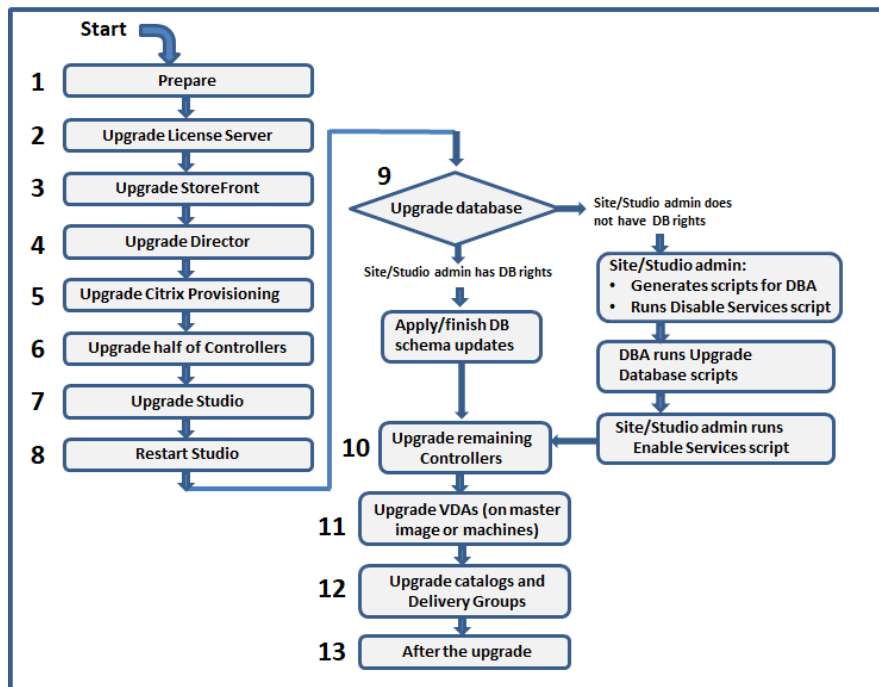 Start
1
Prepare
2
Upgrade License Server
3
Upgrade StoreFront
4
Upgrade Director
5
Upgrade Citrix Provisioning
6
Upgrade half of Controllers
7
Upgrade Studio
8
Restart Studio
9
Upgrade database
Site/Studio admin does
not have DB rights
Site/Studio admin has DB rights
Site/Studio admin:
• Generates scripts for DBA
• Runs Disable Services script
Apply/finish DB
schema updates
DBA runs Upgrade
Database scripts
Site/Studio admin runs
Enable Services script
10
Upgrade remaining
Controllers
11
Upgrade VDAs (on master
image or machines)
12
Upgrade catalogs and
Delivery Groups
13
After the upgrade